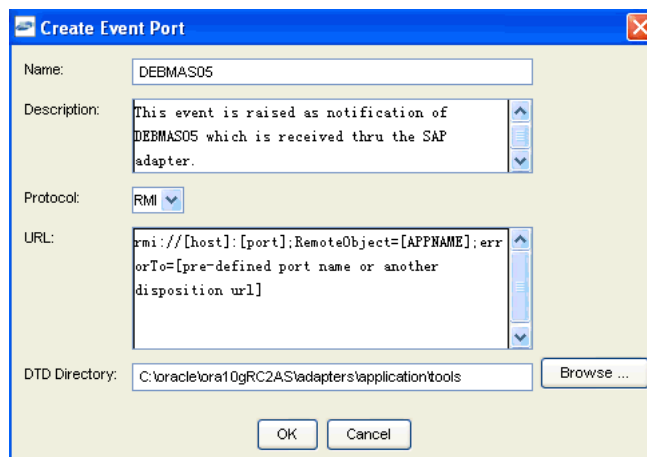 Create Event Port
Name:
DEBMAS05
Description:
This event is raised as notification of
DEBMAS05 which is received thru the SAP
adapter.
Protocol:
RMI
URL:
rmi://[host]:[port];RemoteObject=[APPNAME];err
orTo=[pre-defined port name or another
disposition url]
DTD Directory:
C:\oracle\ora10gRC2AS\adapters\application\tools
Browse ...
OK
Cancel